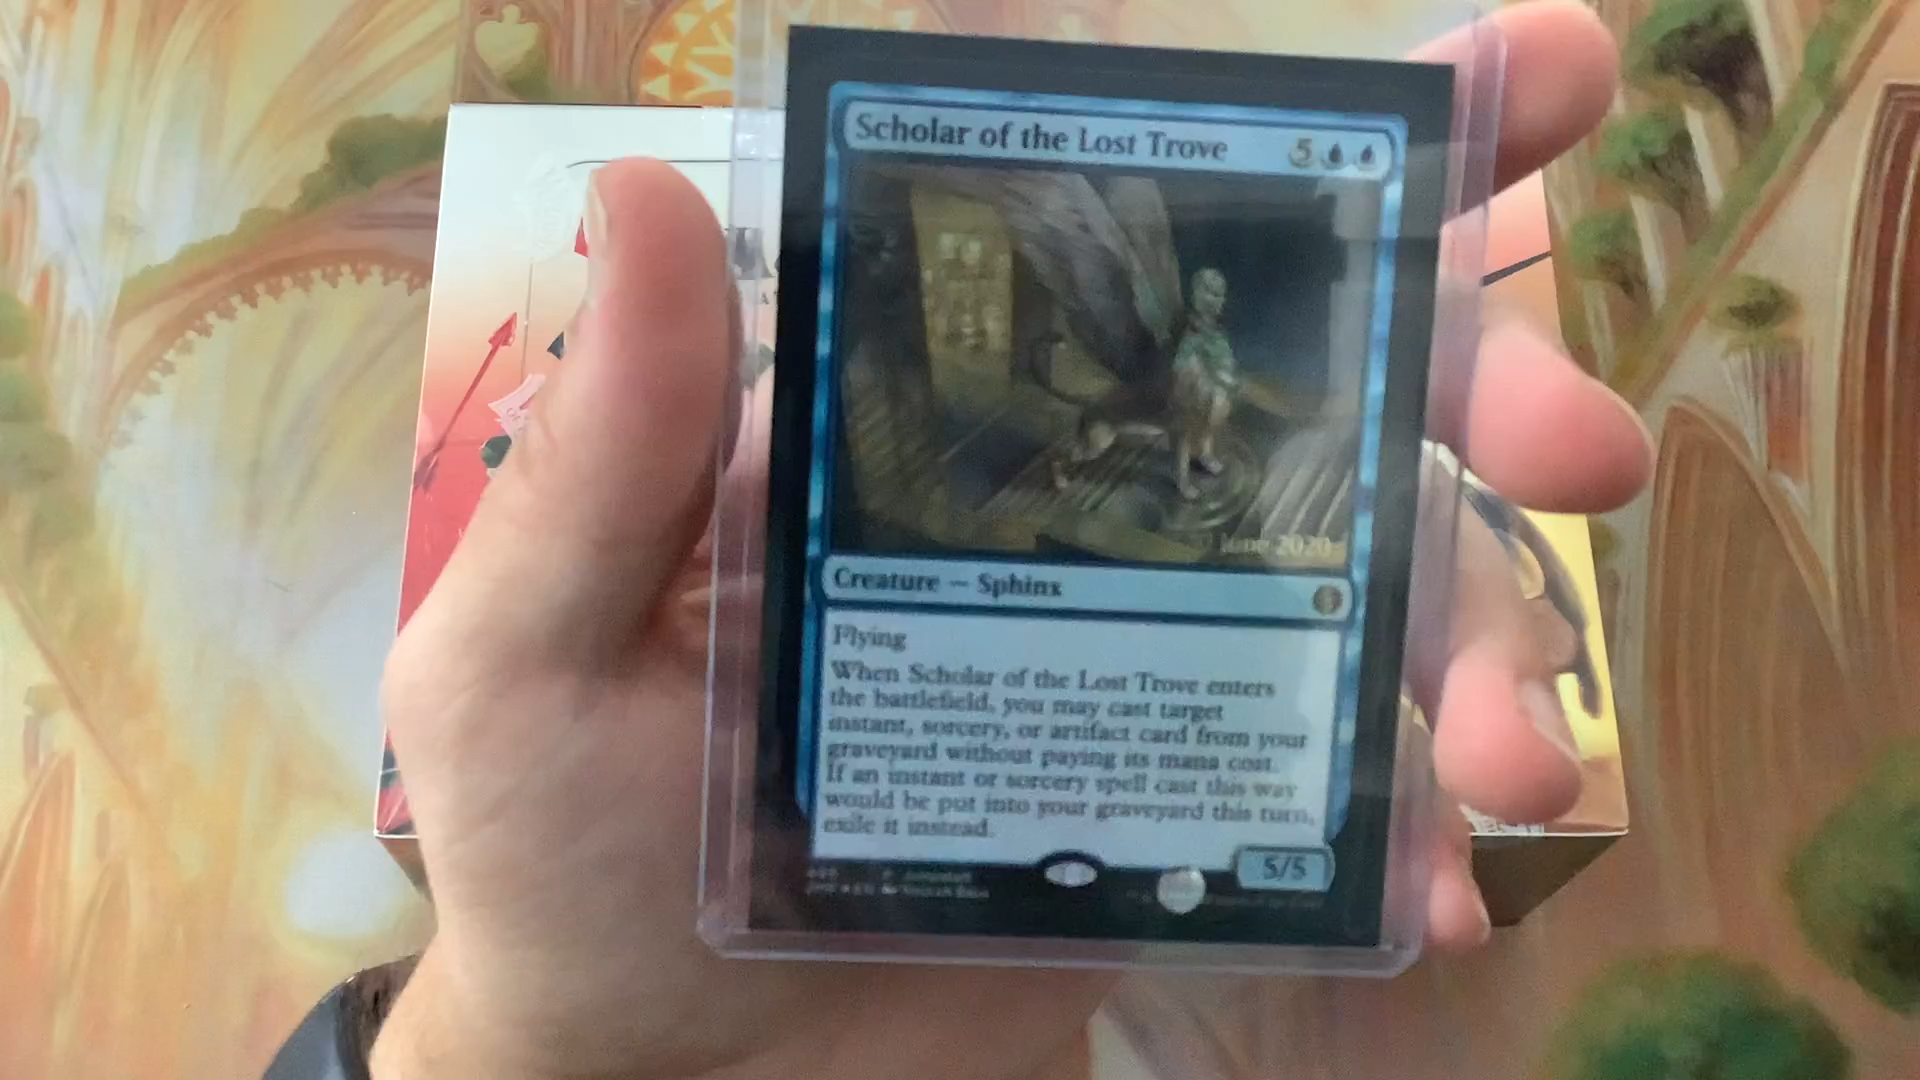 Scholar of the Lost Trove 5
June 2020
Creature — Sphinx
Flying
When Scholar of the Lost Trove enters
the battlefield, you may cast target
instant, sorcery, or artifact card from your
graveyard without paying its mana cost.
If an instant or sorcery spell cast this way
would be put into your graveyard this turn,
exile it instead.
5/5